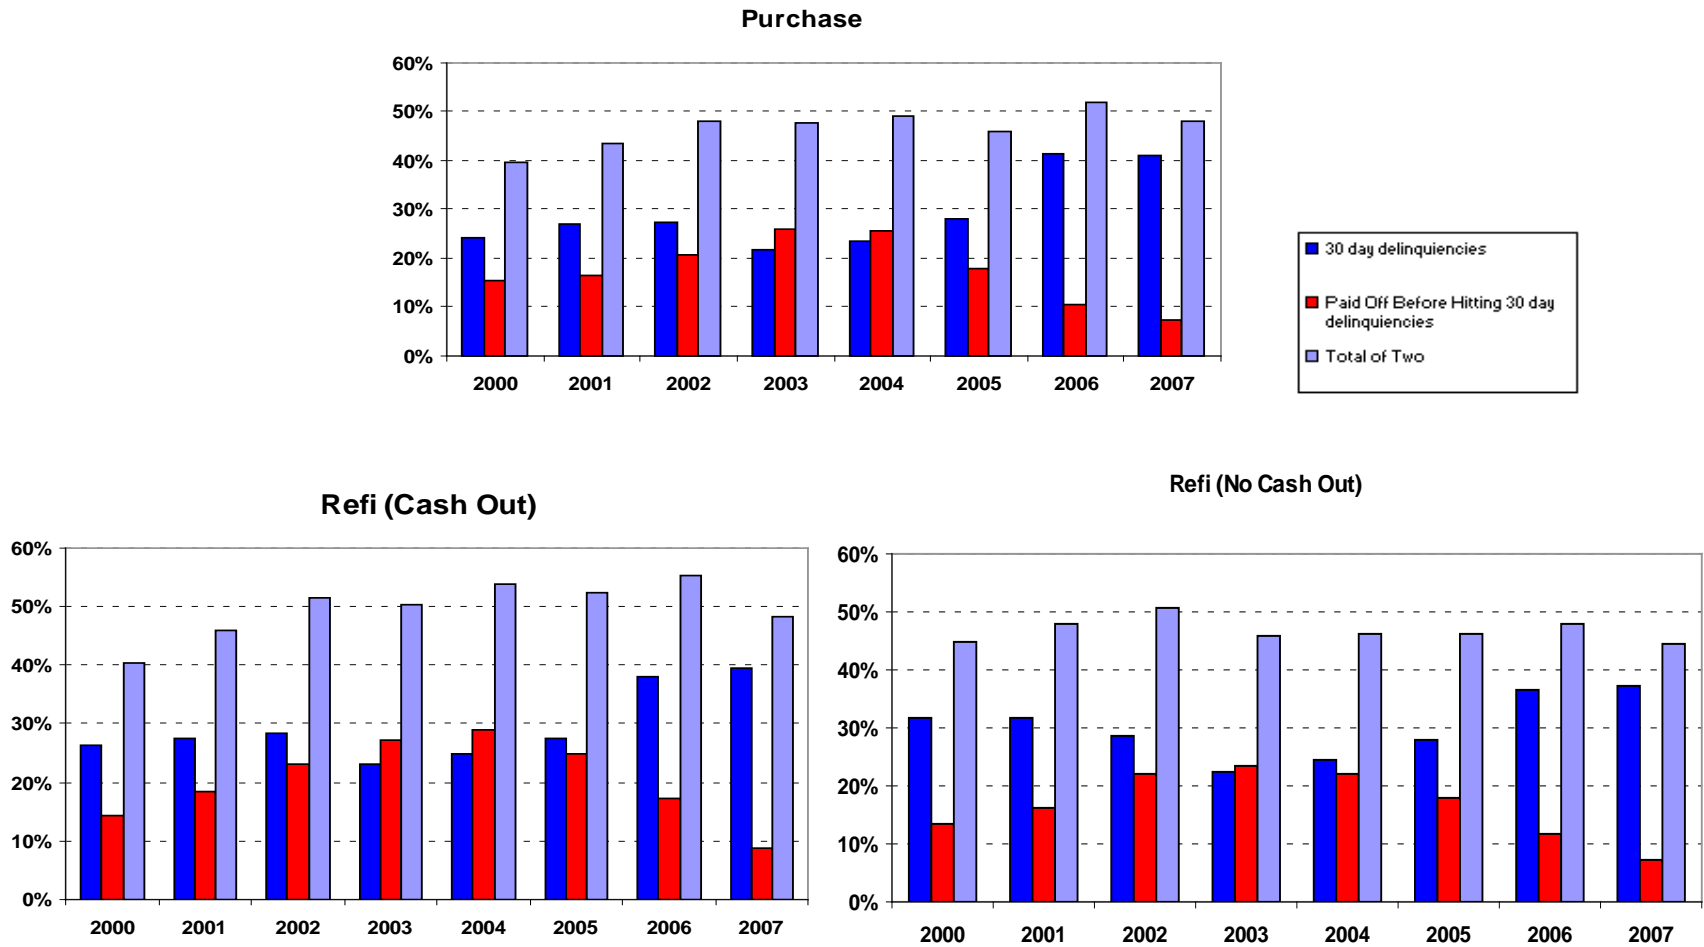 Purchase
60%
50%
40%
30%
20%
10%
0%
2000 2001 2002 2003 2004 2005 2006 2007
30 day delinquiencies
Paid Off Before Hitting 30 day
delinquiencies
Total of Two
Refi (Cash Out)
60%
50%
40%
30%
20%
10%
0%
2000 2001 2002 2003 2004 2005 2006 2007
Refi (No Cash Out)
60%
50%
40%
30%
20%
10%
0%
2000 2001 2002 2003 2004 2005 2006 2007